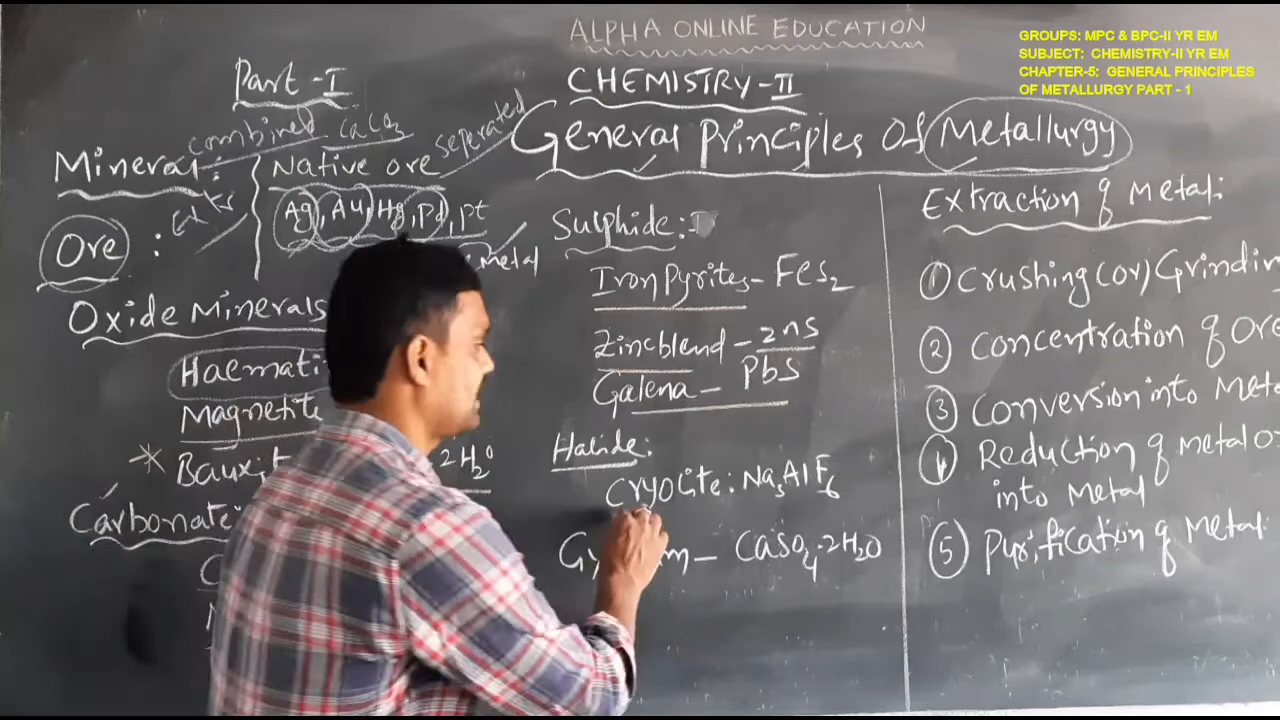 ALPHA ONLINE EDUCATION
GROUPS: MPC & BPC-II YR EM
SUBJECT: CHEMISTRY-II YR EM
CHAPTER-5: GENERAL PRINCIPLES
OF METALLURGY PART - 1
CHEMISTRY-II
General Principles Of Metallurgy
Part-I
combined CaCo3 seperated
Mineral: Native ore
Ag, Au, Hg, Pd, Pt
Ore:
metal
Oxide Minerals
Haemati
Magnetite
* Bauxit 2H2O
Carbonate:
Sulphide:
Iron Pyrites - FeS2
Zincblend - zns
Galena - PbS
Halide:
Cryolite: Na3AlF6
Gy m - CaSO4.2H2O
Extraction of Metal:
① Crushing (or) Grindin
② Concentration of Ore
③ Conversion into Meta
④ Reduction of metal o
into Metal
⑤ Purification of Metal